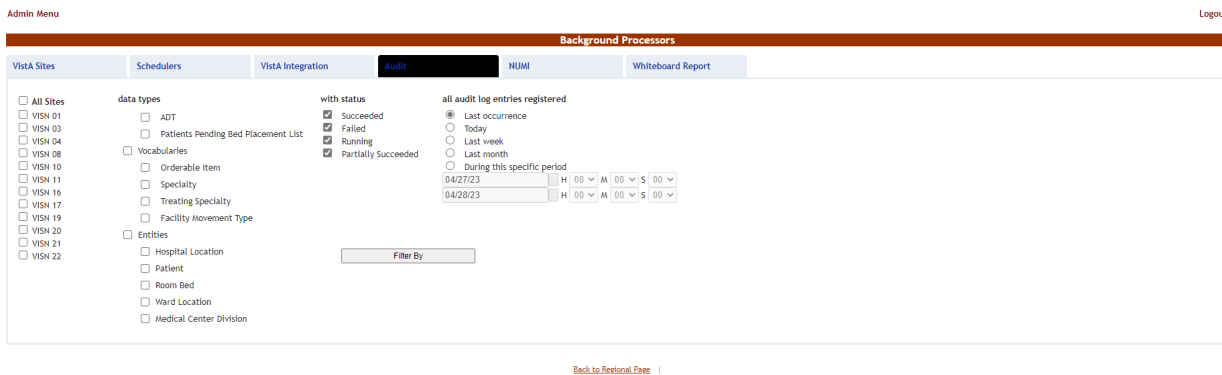 Admin Menu
Logou
Background Processors
VistA Sites
Schedulers
VistA Integration
Audit
NUMI
Whiteboard Report
All Sites
VISN 01
VISN 03
VISN 04
VISN 08
VISN 10
VISN 11
VISN 16
VISN 17
VISN 19
VISN 20
VISN 21
VISN 22
data types
ADT
Patients Pending Bed Placement List
Vocabularies
Orderable Item
Specialty
Treating Specialty
Facility Movement Type
Entities
Hospital Location
Patient
Room Bed
Ward Location
Medical Center Division
with status
Succeeded
Failed
Running
Partially Succeeded
all audit log entries registered
Last occurrence
Today
Last week
Last month
During this specific period
04/27/23 H 00 M 00 S 00
04/28/23 H 00 M 00 S 00
Filter By
Back to Regional Page |